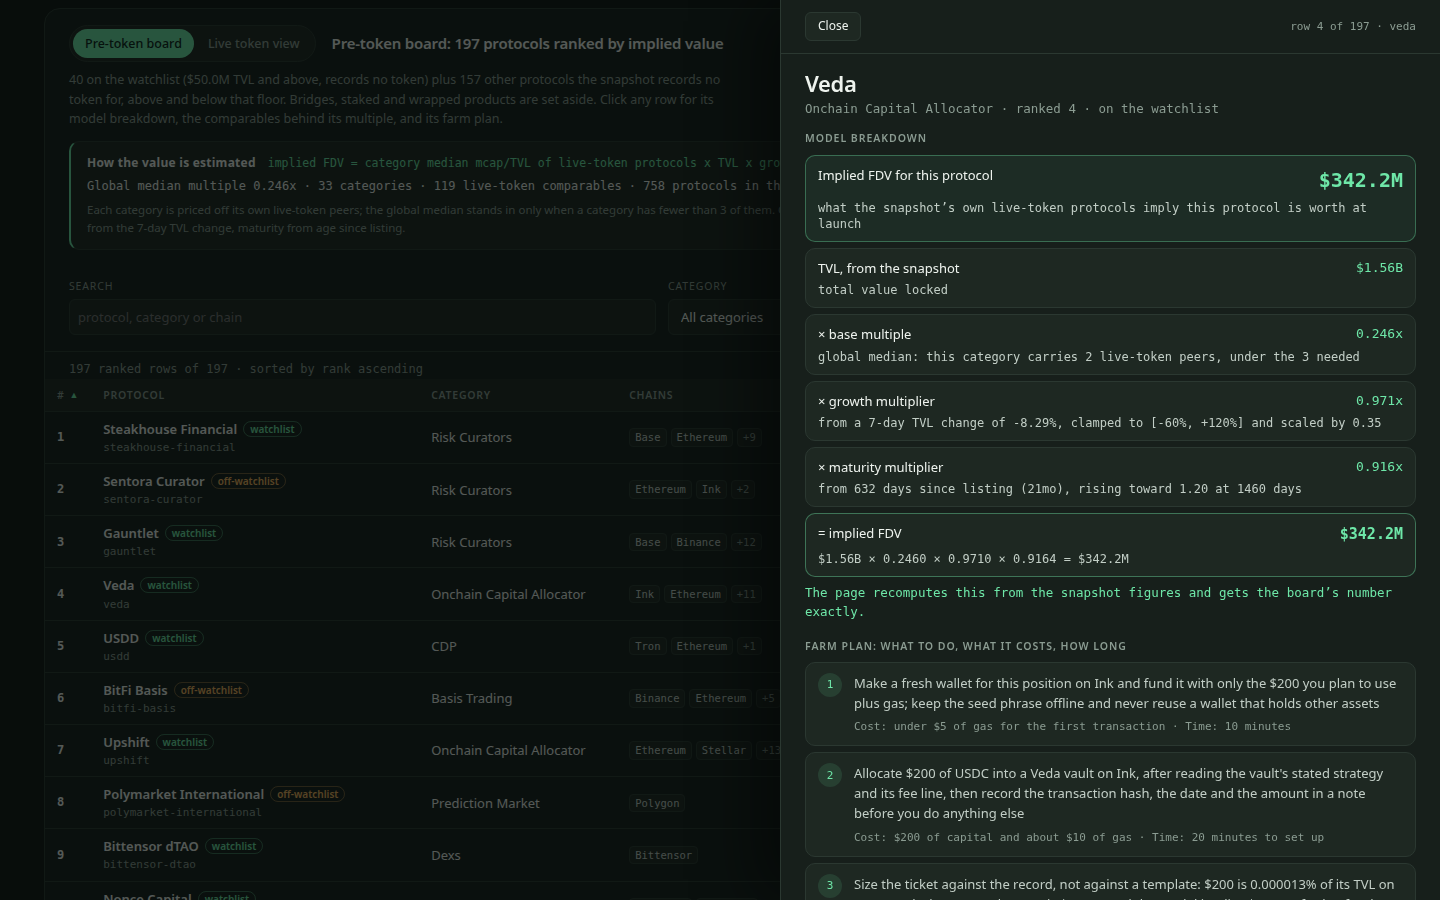 Pre-token board
Live token view
Pre-token board: 197 protocols ranked by implied value
40 on the watchlist ($50.0M TVL and above, records no token) plus 157 other protocols the snapshot records no
token for, above and below that floor. Bridges, staked and wrapped products are set aside. Click any row for its
model breakdown, the comparables behind its multiple, and its farm plan.
How the value is estimated implied FDV = category median mcap/TVL of live-token protocols x TVL x gro
Global median multiple 0.246x · 33 categories · 119 live-token comparables · 758 protocols in th
Each category is priced off its own live-token peers; the global median stands in only when a category has fewer than 3 of them.
from the 7-day TVL change, maturity from age since listing.
SEARCH
CATEGORY
protocol, category or chain
All categories
197 ranked rows of 197 · sorted by rank ascending
# ▲ PROTOCOL CATEGORY CHAINS
1 Steakhouse Financial watchlist Risk Curators Base Ethereum +9
steakhouse-financial
2 Sentora Curator off-watchlist Risk Curators Ethereum Ink +2
sentora-curator
3 Gauntlet watchlist Risk Curators Base Binance +12
gauntlet
4 Veda watchlist Onchain Capital Allocator Ink Ethereum +11
veda
5 USDD watchlist CDP Tron Ethereum +1
usdd
6 BitFi Basis off-watchlist Basis Trading Binance Ethereum +5
bitfi-basis
7 Upshift watchlist Onchain Capital Allocator Ethereum Stellar +13
upshift
8 Polymarket International off-watchlist Prediction Market Polygon
polymarket-international
9 Bittensor dTAO watchlist Dexs Bittensor
bittensor-dtao
Close
row 4 of 197 · veda
Veda
Onchain Capital Allocator · ranked 4 · on the watchlist
MODEL BREAKDOWN
Implied FDV for this protocol $342.2M
what the snapshot’s own live-token protocols imply this protocol is worth at
launch
TVL, from the snapshot $1.56B
total value locked
× base multiple 0.246x
global median: this category carries 2 live-token peers, under the 3 needed
× growth multiplier 0.971x
from a 7-day TVL change of -8.29%, clamped to [-60%, +120%] and scaled by 0.35
× maturity multiplier 0.916x
from 632 days since listing (21mo), rising toward 1.20 at 1460 days
= implied FDV $342.2M
$1.56B × 0.2460 × 0.9710 × 0.9164 = $342.2M
The page recomputes this from the snapshot figures and gets the board’s number
exactly.
FARM PLAN: WHAT TO DO, WHAT IT COSTS, HOW LONG
1 Make a fresh wallet for this position on Ink and fund it with only the $200 you plan to use
plus gas; keep the seed phrase offline and never reuse a wallet that holds other assets
Cost: under $5 of gas for the first transaction · Time: 10 minutes
2 Allocate $200 of USDC into a Veda vault on Ink, after reading the vault's stated strategy
and its fee line, then record the transaction hash, the date and the amount in a note
before you do anything else
Cost: $200 of capital and about $10 of gas · Time: 20 minutes to set up
3 Size the ticket against the record, not against a template: $200 is 0.000013% of its TVL on